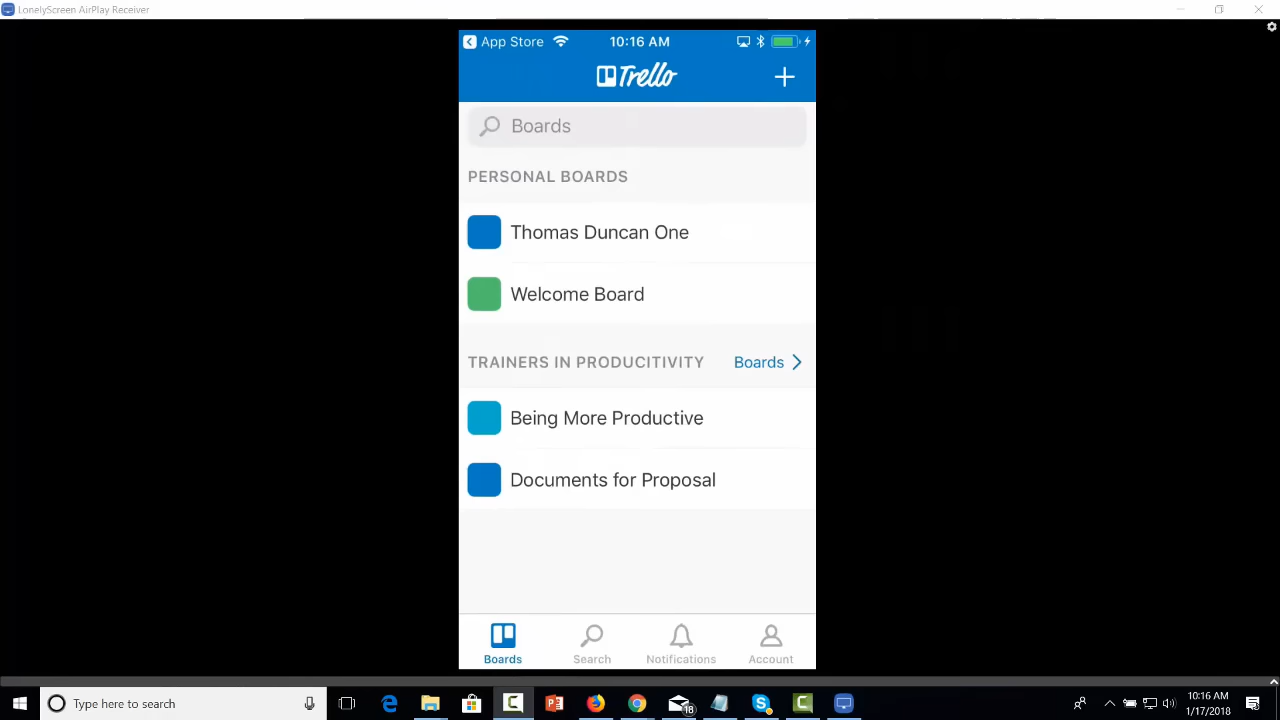 LonelyScreen AirPlay Receiver
App Store 10:16 AM
Trello
Boards
PERSONAL BOARDS
Thomas Duncan One
Welcome Board
TRAINERS IN PRODUCITIVITY Boards
Being More Productive
Documents for Proposal
Boards Search Notifications Account
Type here to search
18
10:16 AM
1/17/2018